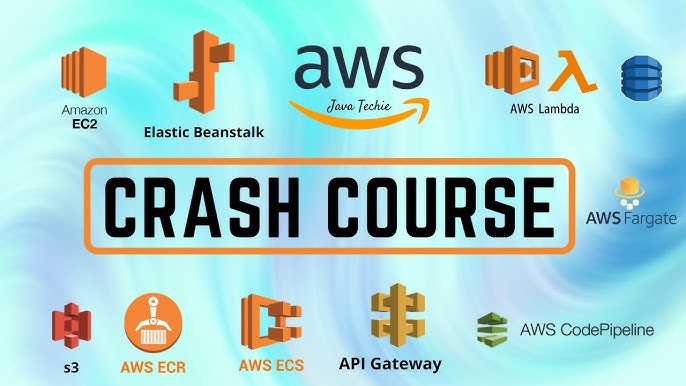 aws
Java Techie
Amazon
EC2
Elastic Beanstalk
AWS Lambda
CRASH COURSE
AWS Fargate
s3
AWS ECR
AWS ECS
API Gateway
AWS CodePipeline